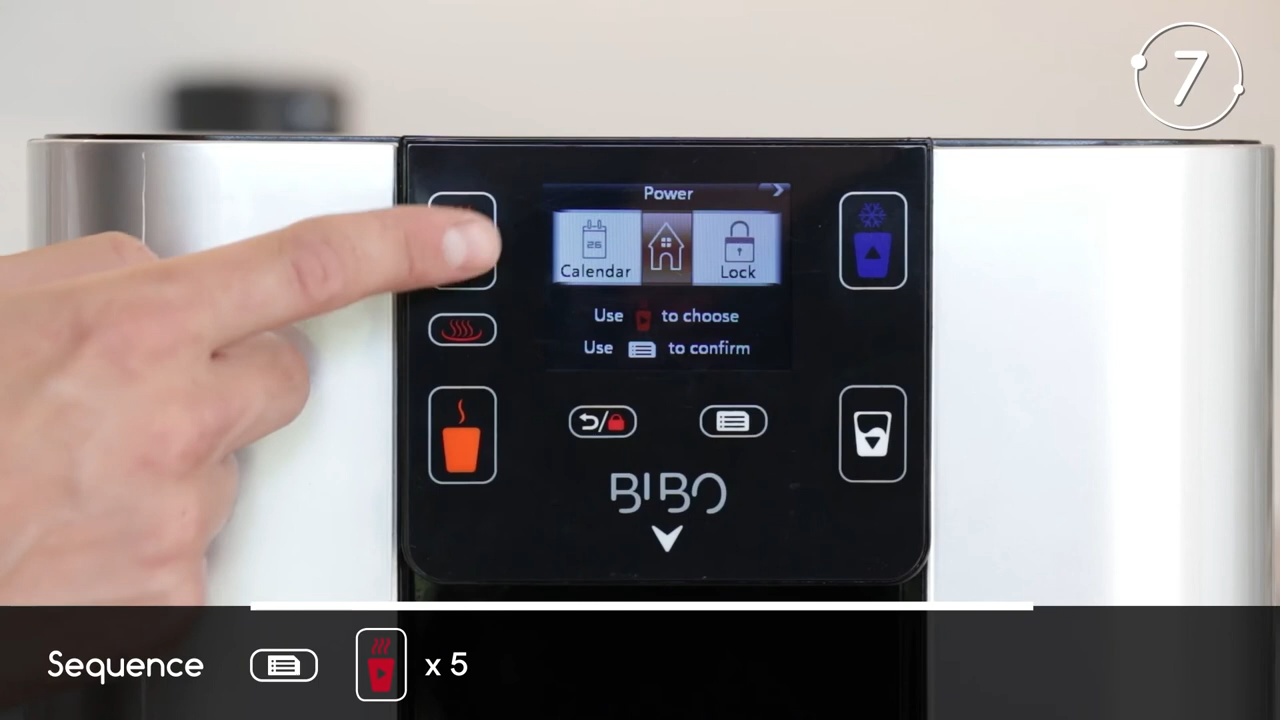 7
Power
26
Calendar
Lock
Use to choose
Use to confirm
BIBO
Sequence x 5